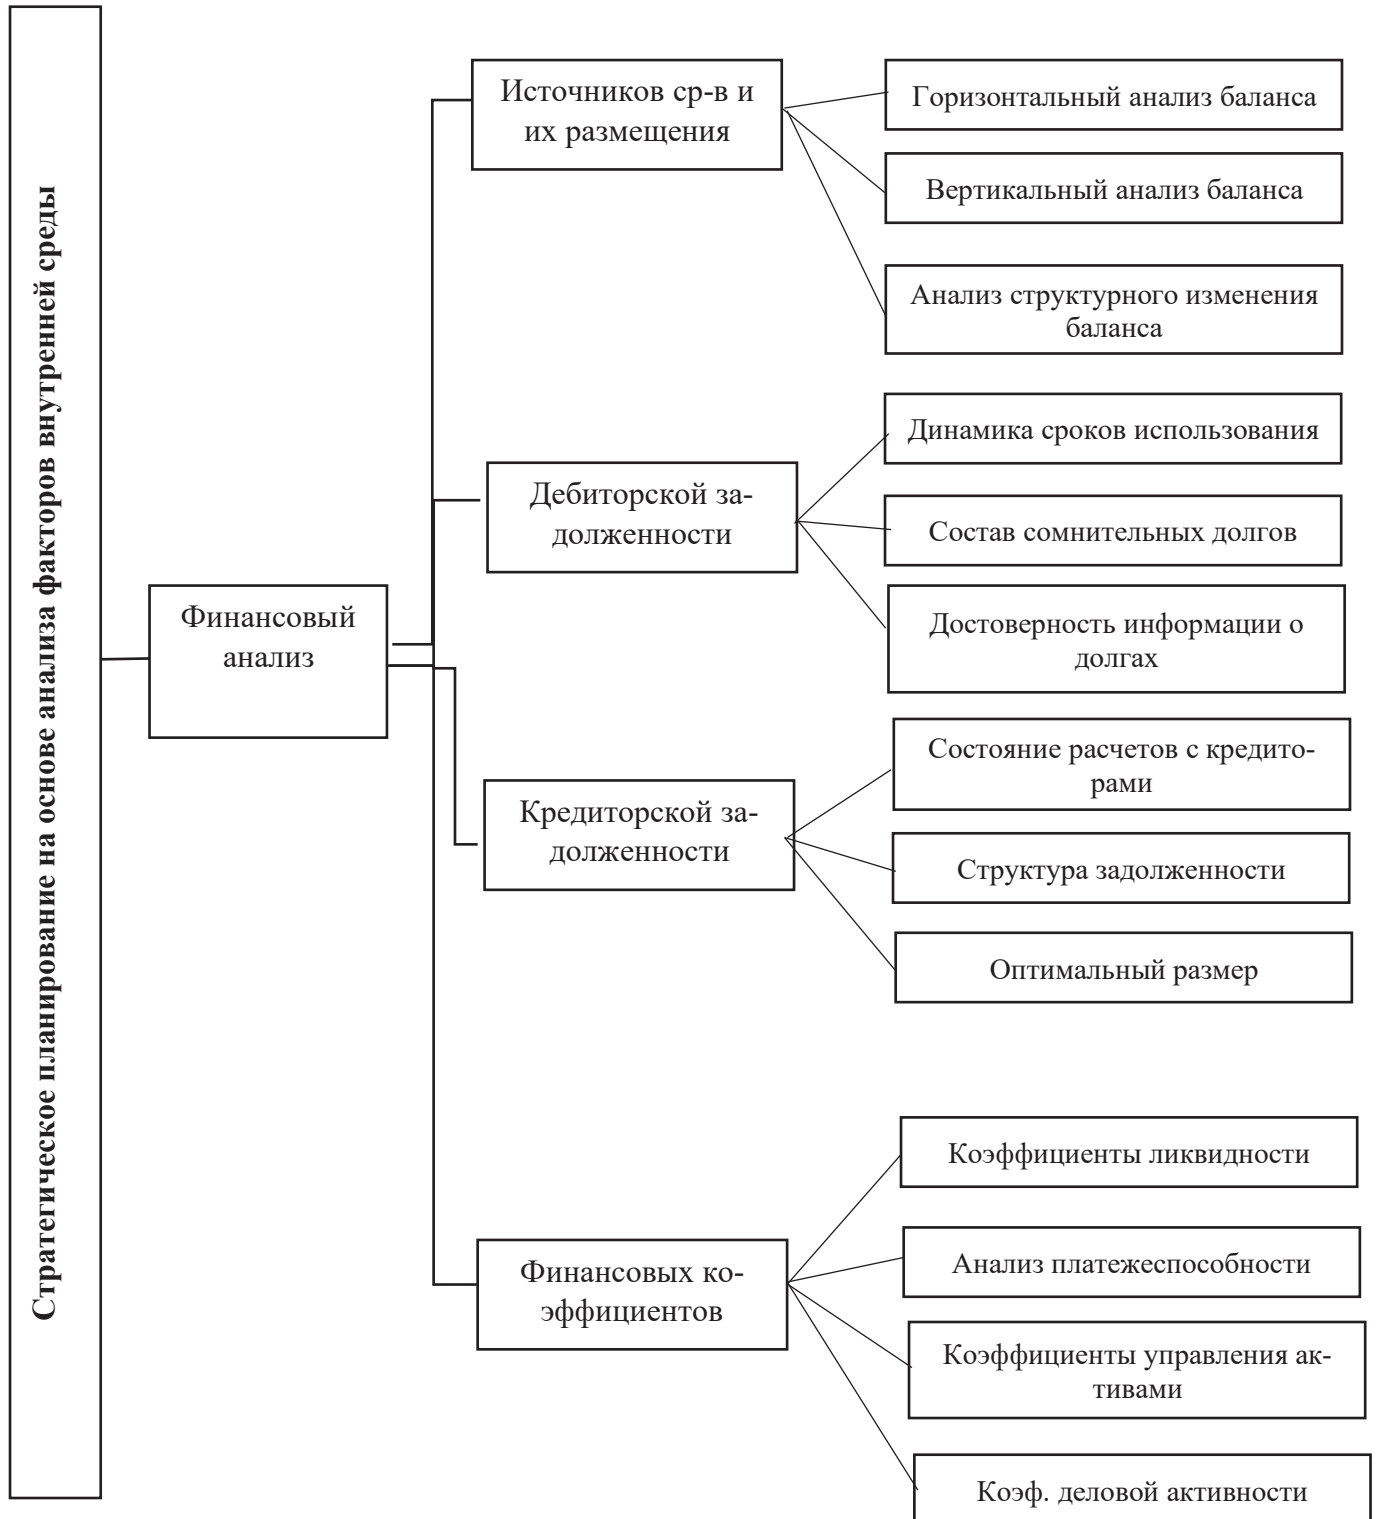 Стратегическое планирование на основе анализа факторов внутренней среды
Финансовый
анализ
Источников ср-в и
их размещения
Горизонтальный анализ баланса
Вертикальный анализ баланса
Анализ структурного изменения
баланса
Дебиторской за-
долженности
Динамика сроков использования
Состав сомнительных долгов
Достоверность информации о
долгах
Кредиторской за-
долженности
Состояние расчетов с кредито-
рами
Структура задолженности
Оптимальный размер
Финансовых ко-
эффициентов
Коэффициенты ликвидности
Анализ платежеспособности
Коэффициенты управления ак-
тивами
Коэф. деловой активности